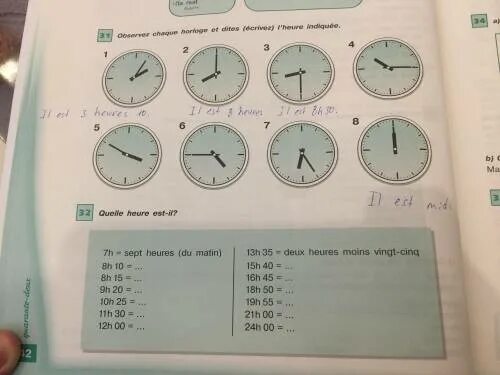 31 Observez chaque horloge et dites (écrivez) l'heure indiquée.
34 a)
1 2 3 4
Il est heures 10. Il est 8 heures Il est 8h30.
5 6 7 8
Il est midi
b)
Ma
32 Quelle heure est-il?
7h = sept heures (du matin)
8h 10 = ...
8h 15 = ...
9h 20 = ...
10h 25 = ...
11h 30 = ...
12h 00 = ...
13h 35 = deux heures moins vingt-cinq
15h 40 = ...
16h 45 = ...
18h 50 = ...
19h 55 = ...
21h 00 = ...
24h 00 = ...
quarante-deux
42